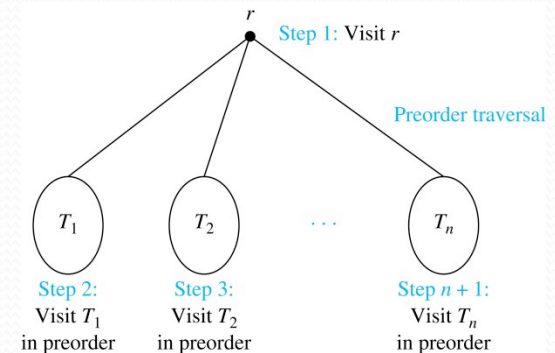 r
Step 1: Visit r
Preorder traversal
T₁
T₂
. . .
Tₙ
Step 2:
Visit T₁
in preorder
Step 3:
Visit T₂
in preorder
Step n + 1:
Visit Tₙ
in preorder